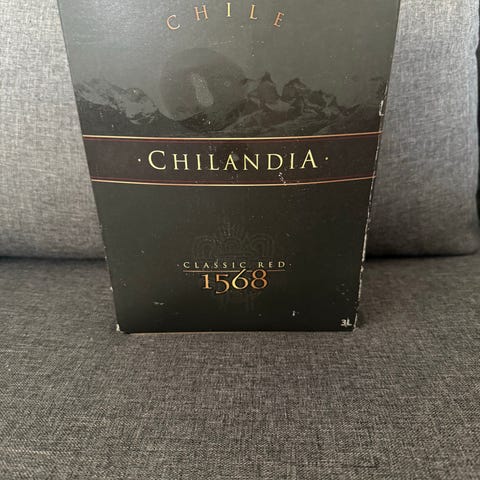 CHILE
· CHILANDIA ·
· CLASSIC RED ·
1568
3L